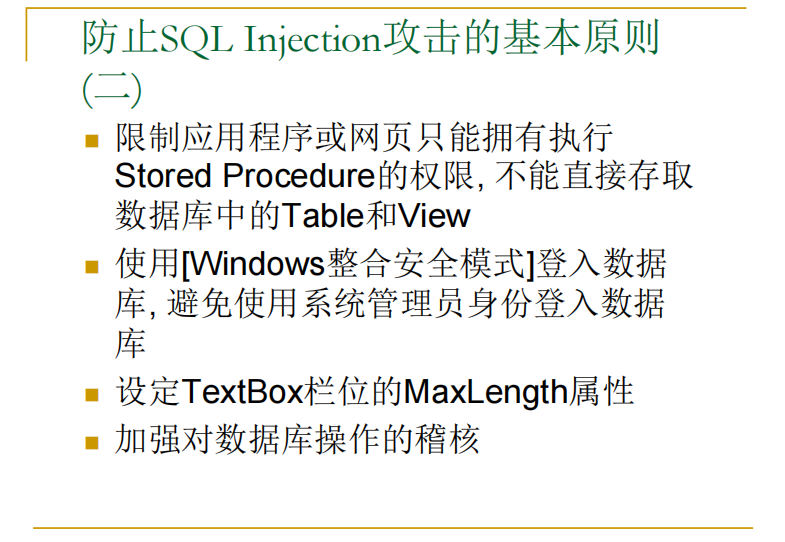 防止SQL Injection攻击的基本原则
(二)
限制应用程序或网页只能拥有执行
Stored Procedure的权限, 不能直接存取
数据库中的Table和View
使用[Windows整合安全模式]登入数据
库, 避免使用系统管理员身份登入数据
库
设定TextBox栏位的MaxLength属性
加强对数据库操作的稽核